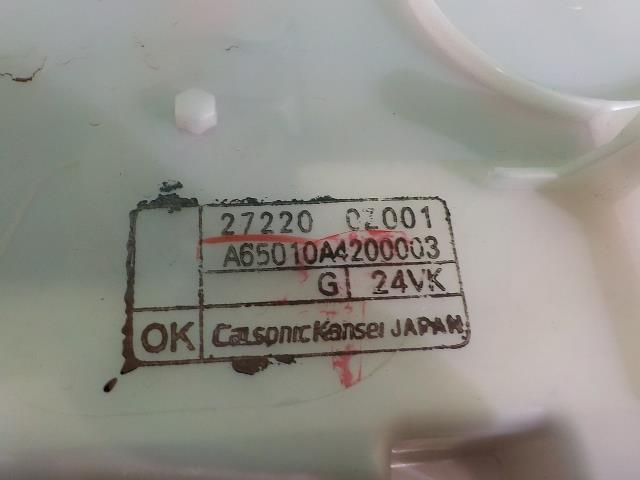 27220 0Z001
A65010A4200003
G 24VK
OK CalsonicKansei JAPAN